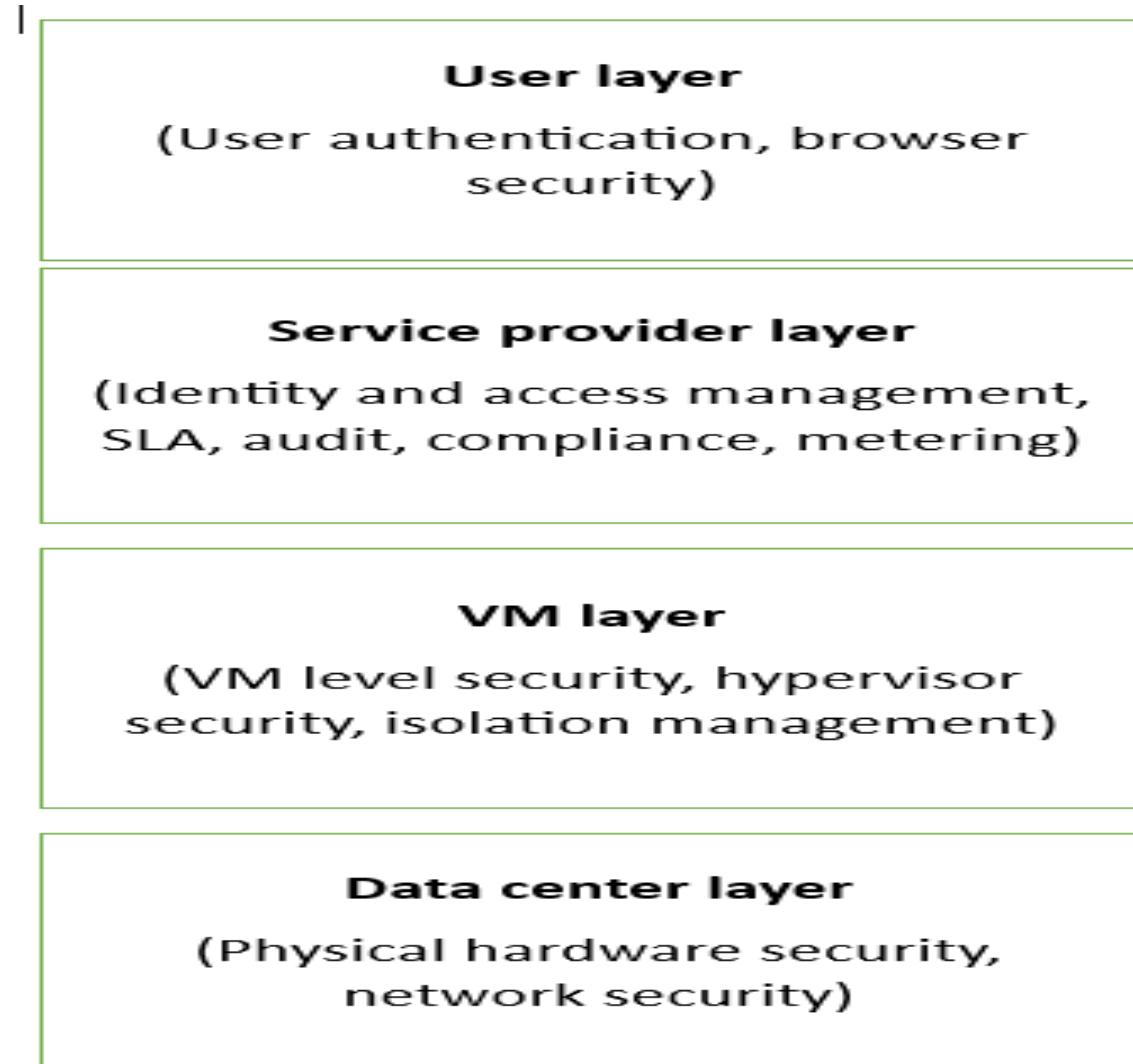 User layer
(User authentication, browser
security)
Service provider layer
(Identity and access management,
SLA, audit, compliance, metering)
VM layer
(VM level security, hypervisor
security, isolation management)
Data center layer
(Physical hardware security,
network security)